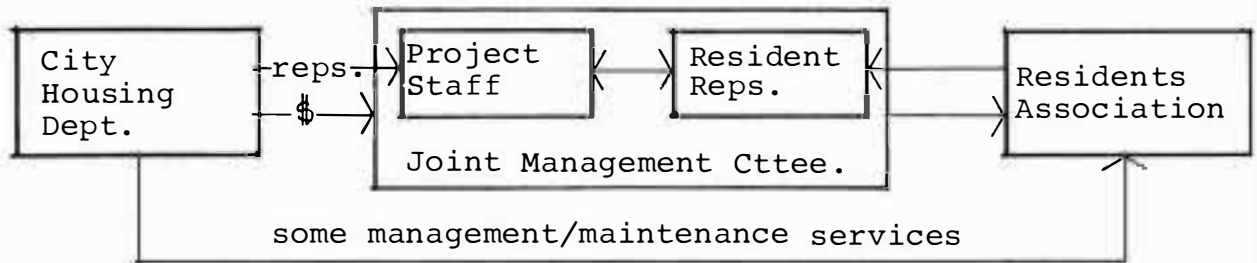 City
Housing
Dept.
reps.
$
Project
Staff
Resident
Reps.
Joint Management Cttee.
Residents
Association
some management/maintenance services